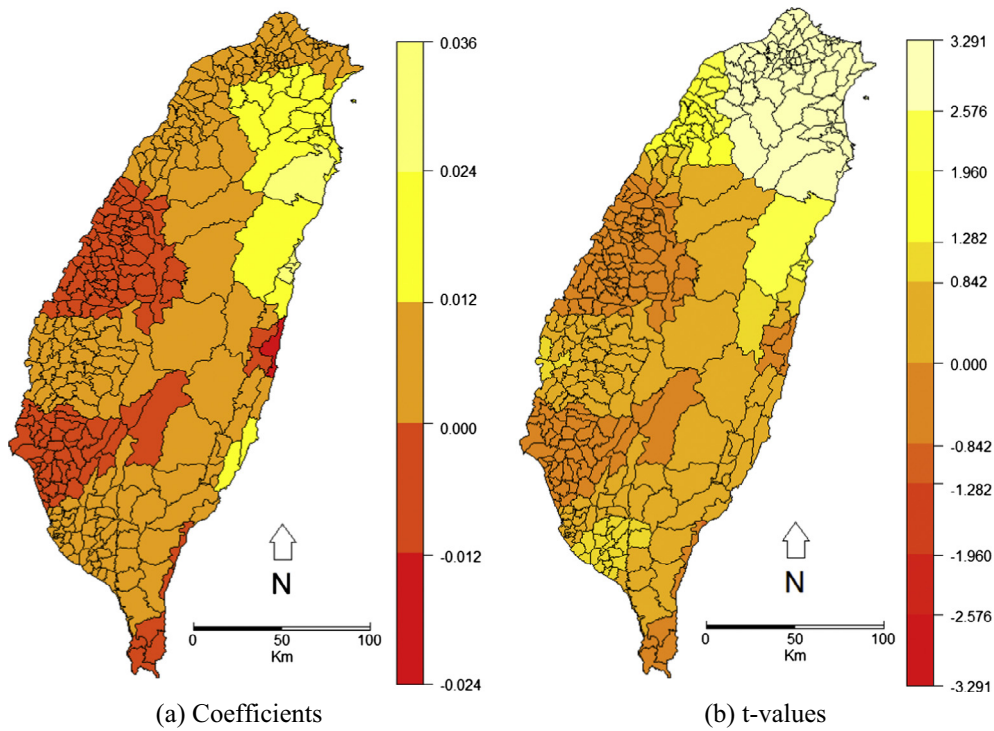 0.036
0.024
0.012
0.000
-0.012
-0.024
N
0 50 100
Km
(a) Coefficients
3.291
2.576
1.960
1.282
0.842
0.000
-0.842
-1.282
-1.960
-2.576
-3.291
N
0 50 100
Km
(b) t-values